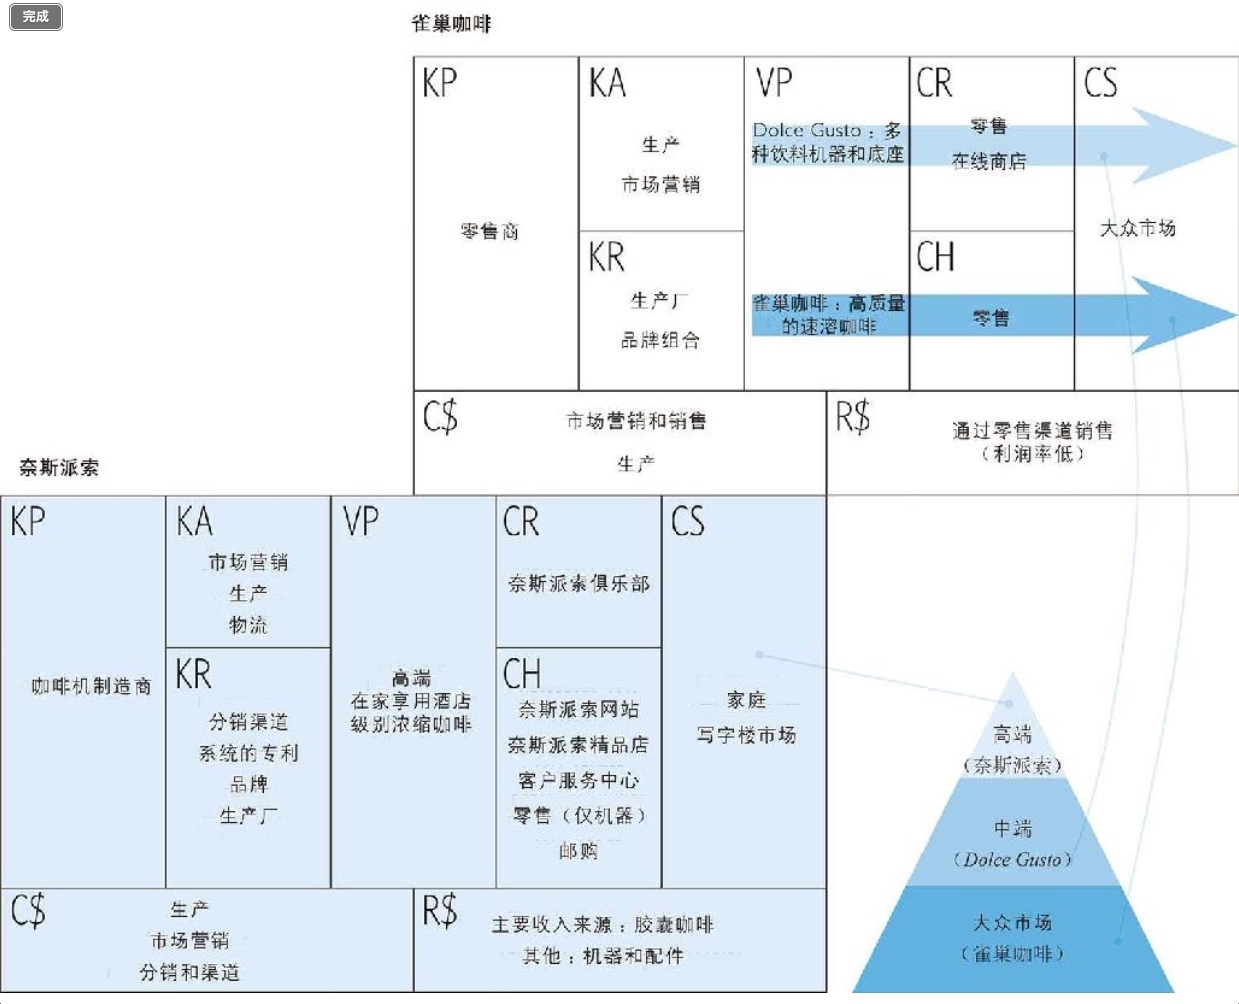 完成
雀巢咖啡
KP
零售商
KA
生产
市场营销
KR
生产厂
品牌组合
VP
Dolce Gusto：多
种饮料机器和底座
雀巢咖啡：高质量
的速溶咖啡
CR
零售
在线商店
CH
零售
CS
大众市场
C$
市场营销和销售
生产
R$
通过零售渠道销售
（利润率低）
奈斯派索
KP
咖啡机制造商
KA
市场营销
生产
物流
KR
分销渠道
系统的专利
品牌
生产厂
VP
高端
在家享用酒店
级别浓缩咖啡
CR
奈斯派索俱乐部
CH
奈斯派索网站
奈斯派索精品店
客户服务中心
零售（仅机器）
邮购
CS
家庭
写字楼市场
C$
生产
市场营销
分销和渠道
R$
主要收入来源：胶囊咖啡
其他：机器和配件
高端
（奈斯派索）
中端
（Dolce Gusto）
大众市场
（雀巢咖啡）